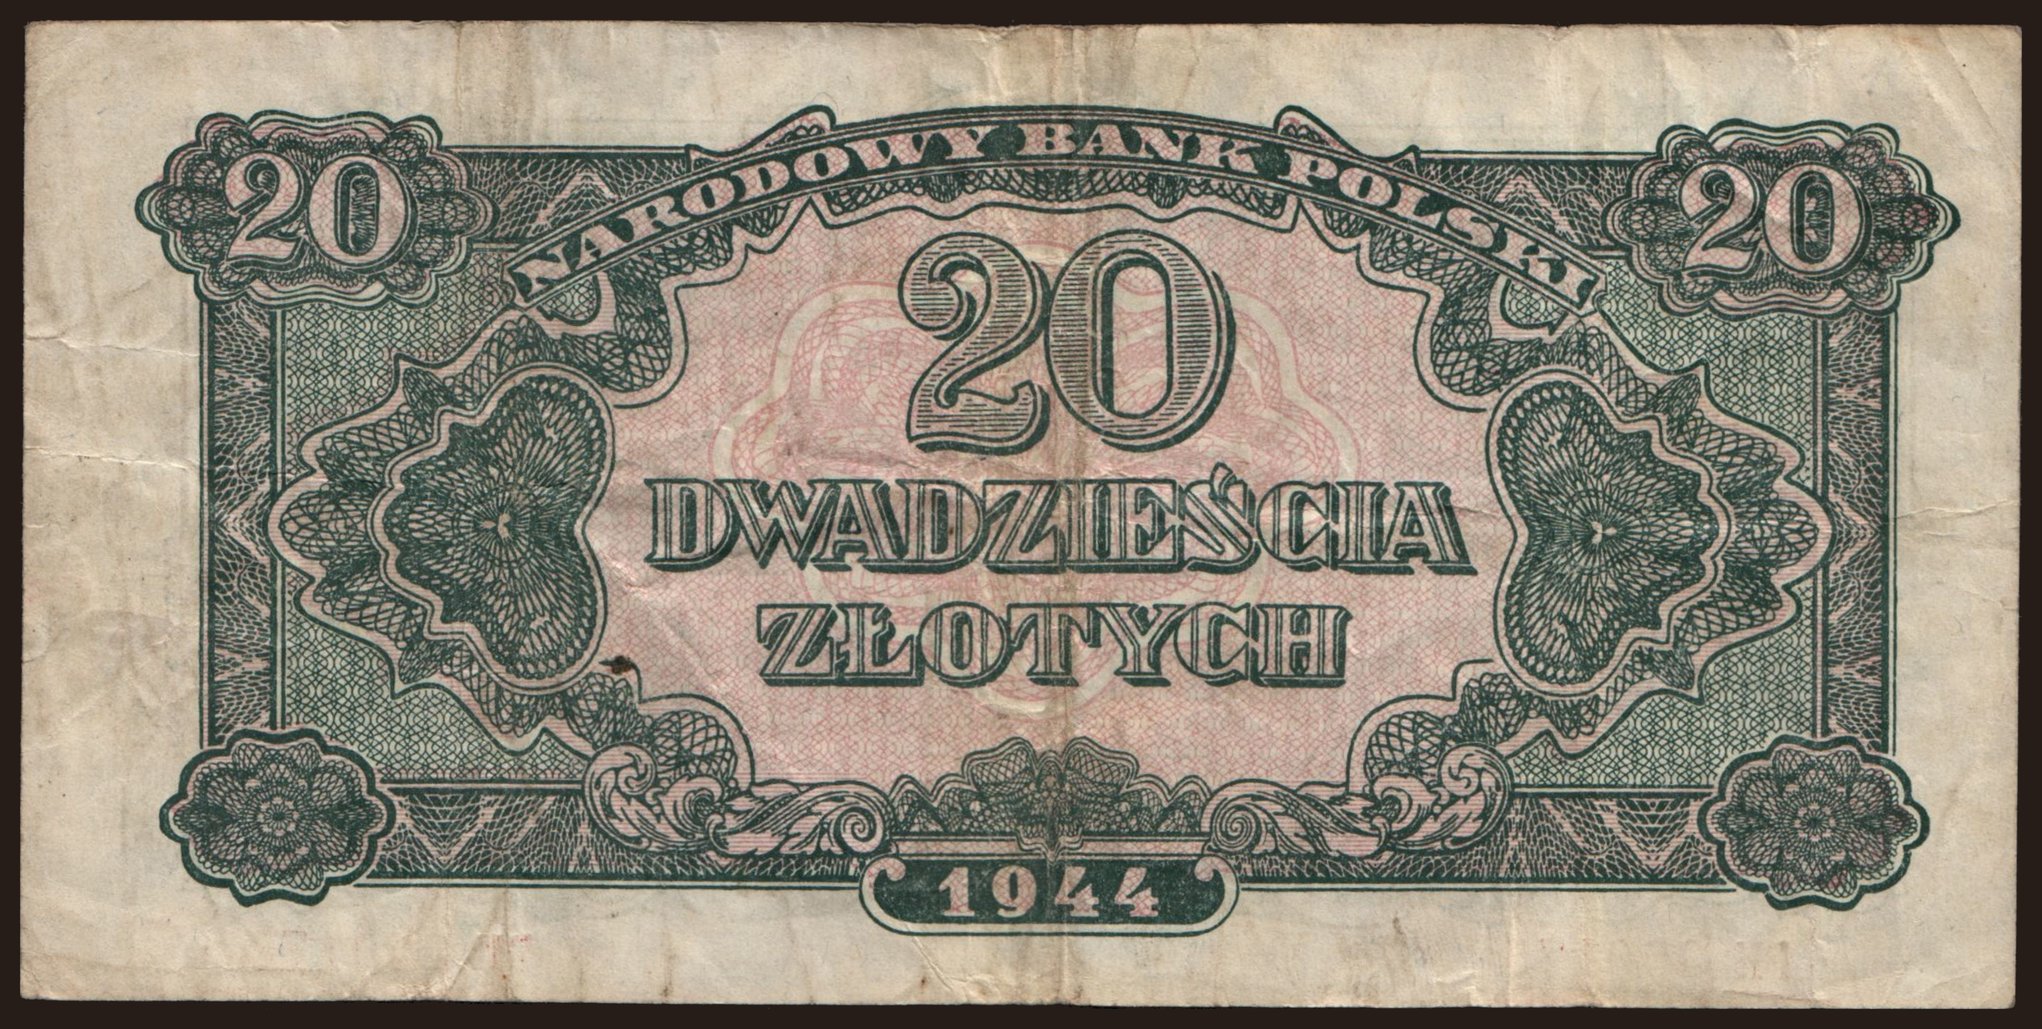 20 20
NARODOWY BANK POLSKI
20
DWADZIEŚCIA
ZŁOTYCH
1944